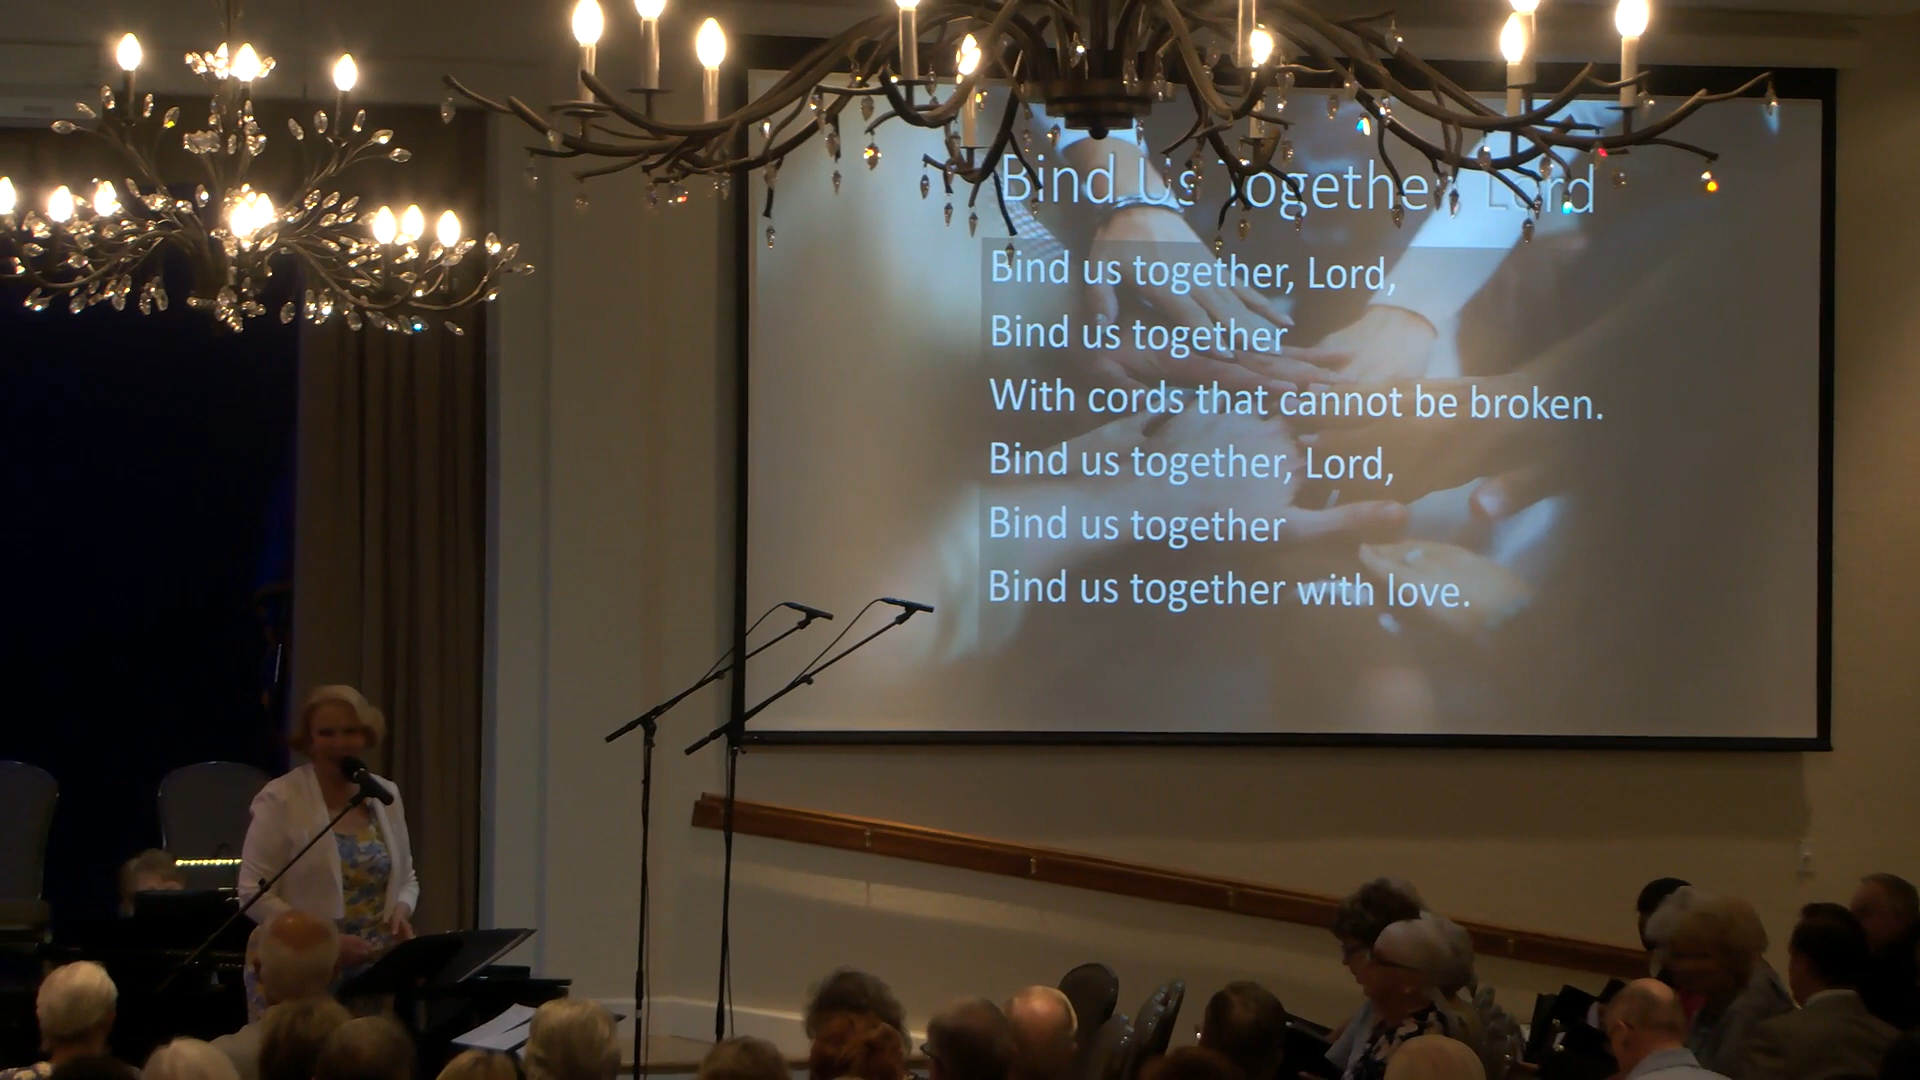 Bind Us Together, Lord
Bind us together, Lord,
Bind us together
With cords that cannot be broken.
Bind us together, Lord,
Bind us together
Bind us together with love.